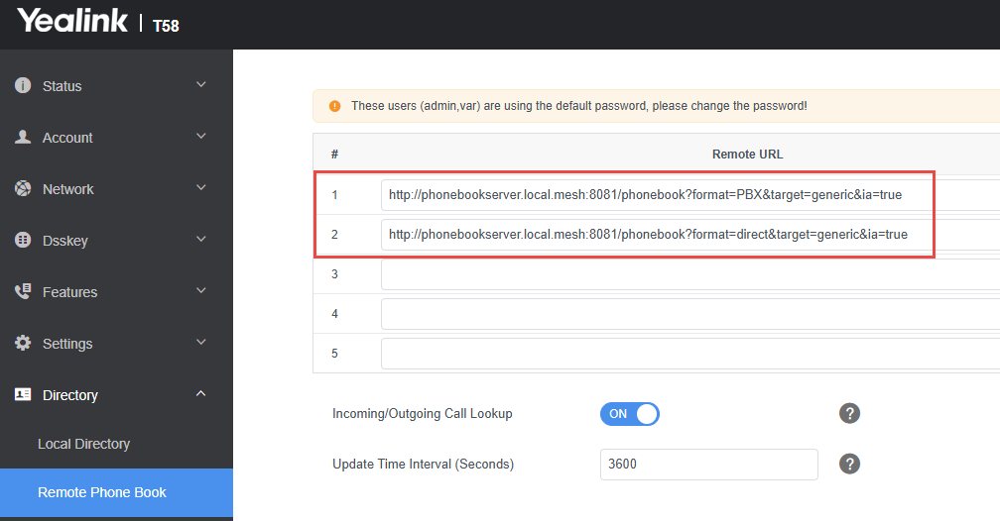 Yealink | T58
Status
Account
Network
Dsskey
Features
Settings
Directory
Local Directory
Remote Phone Book
These users (admin,var) are using the default password, please change the password!
# Remote URL
1 http://phonebookserver.local.mesh:8081/phonebook?format=PBX&target=generic&ia=true
2 http://phonebookserver.local.mesh:8081/phonebook?format=direct&target=generic&ia=true
3
4
5
Incoming/Outgoing Call Lookup ON ?
Update Time Interval (Seconds) 3600 ?